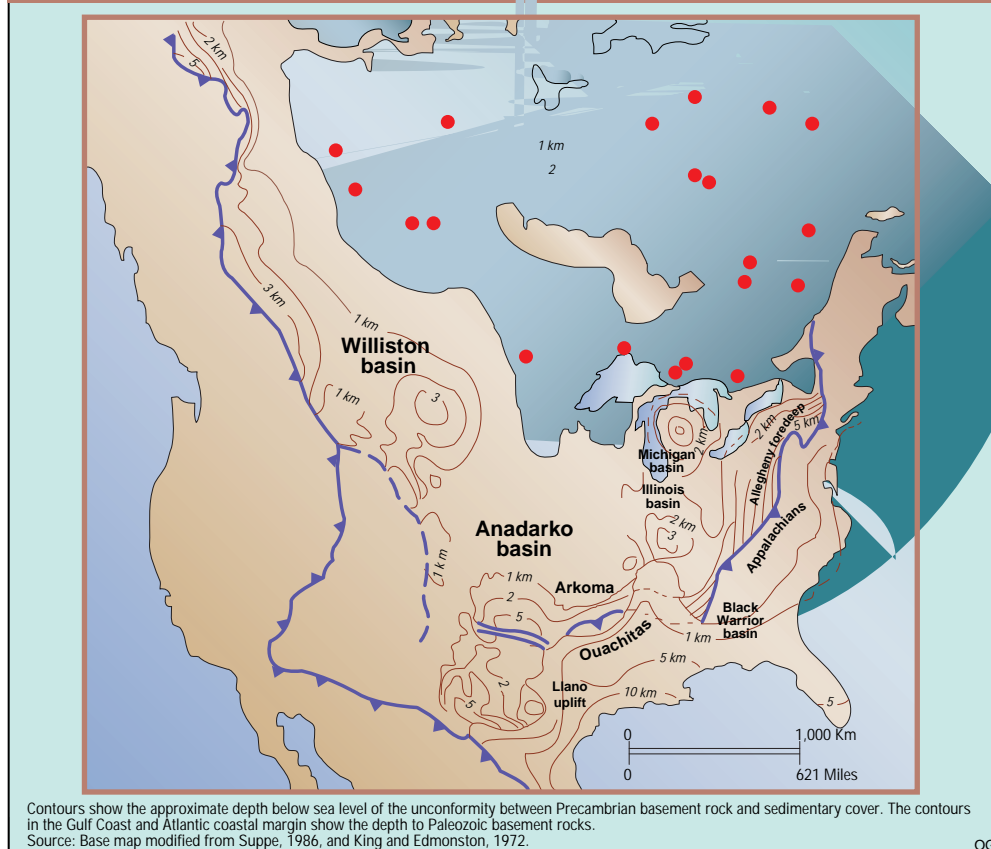 2 km
5
1 km
2
3 km
1 km
Williston
basin
1 km
3
2 km
5 km
Allegheny foredeep
2 km
Michigan
basin
Illinois
basin
2 km
3
Appalachians
Anadarko
basin
1 km
1 km
2
5
Arkoma
Black
Warrior
basin
1 km
Ouachitas
5 km
2
5
Llano
uplift
10 km
5
0
1,000 Km
0
621 Miles
Contours show the approximate depth below sea level of the unconformity between Precambrian basement rock and sedimentary cover. The contours
in the Gulf Coast and Atlantic coastal margin show the depth to Paleozoic basement rocks.
Source: Base map modified from Suppe, 1986, and King and Edmonston, 1972.